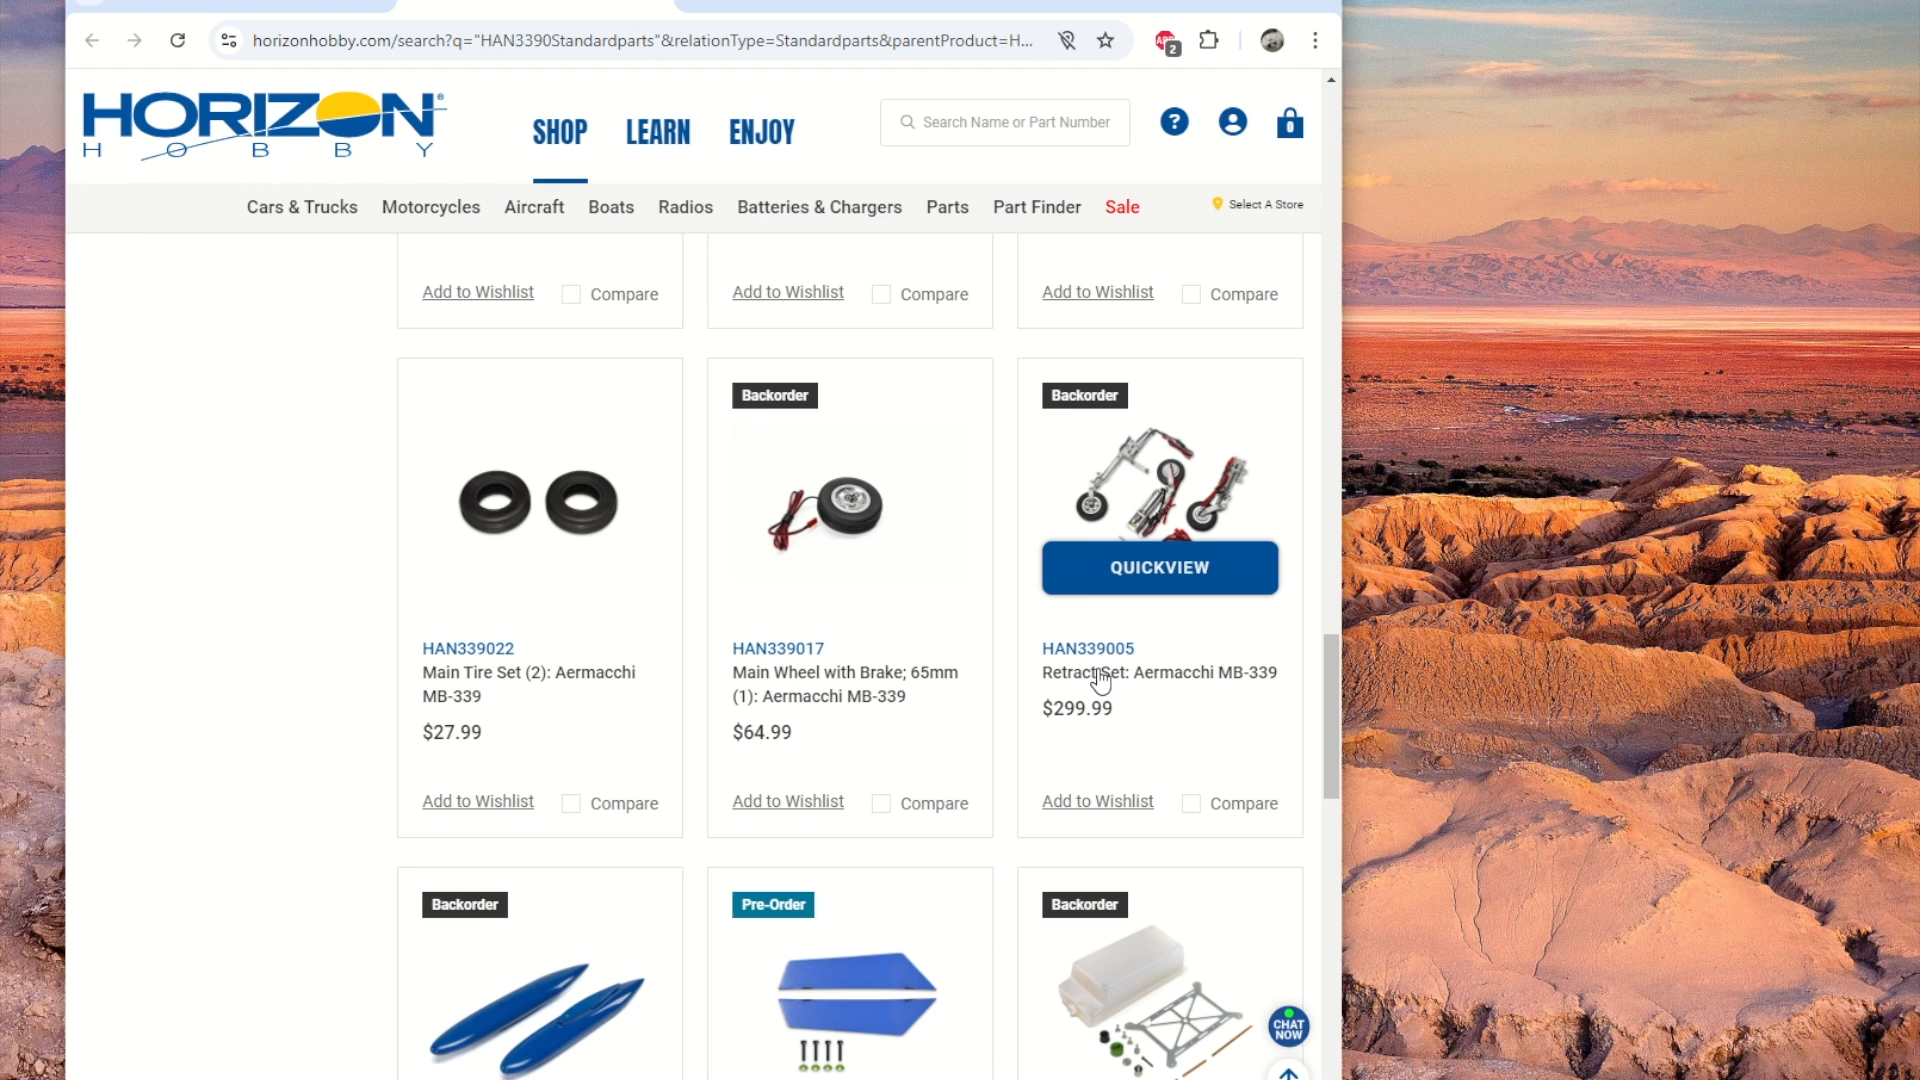 horizonhobby.com/search?q="HAN3390Standardparts"&relationType=Standardparts&parentProduct=H...
ABP
2
HORIZON®
HOBBY
SHOP
LEARN
ENJOY
Search Name or Part Number
?
0
Cars & Trucks
Motorcycles
Aircraft
Boats
Radios
Batteries & Chargers
Parts
Part Finder
Sale
Select A Store
Add to Wishlist
Compare
Add to Wishlist
Compare
Add to Wishlist
Compare
HAN339022
Main Tire Set (2): Aermacchi
MB-339
$27.99
Add to Wishlist
Compare
Backorder
HAN339017
Main Wheel with Brake; 65mm
(1): Aermacchi MB-339
$64.99
Add to Wishlist
Compare
Backorder
QUICKVIEW
HAN339005
Retract Set: Aermacchi MB-339
$299.99
Add to Wishlist
Compare
Backorder
Pre-Order
Backorder
CHAT
NOW